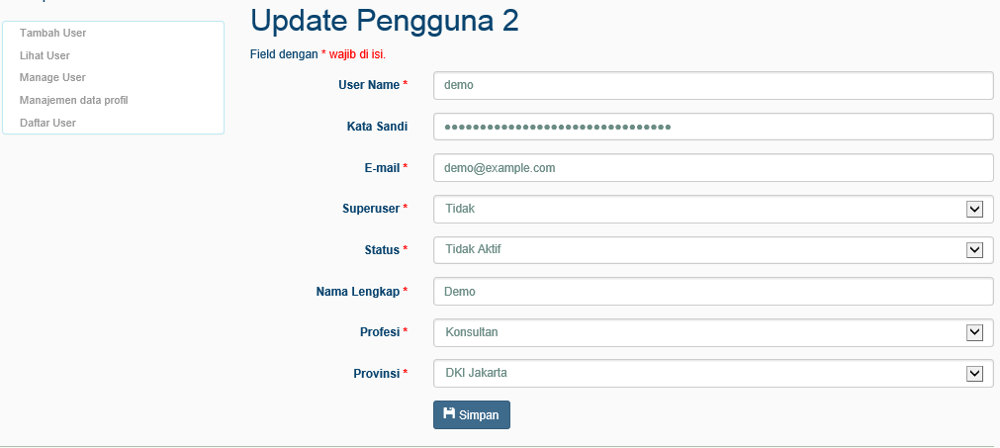 Update Pengguna 2
Tambah User
Lihat User
Manage User
Manajemen data profil
Daftar User
Field dengan * wajib di isi.
User Name * demo
Kata Sandi ••••••••••••••••••••••••••••••••
E-mail * demo@example.com
Superuser * Tidak
Status * Tidak Aktif
Nama Lengkap * Demo
Profesi * Konsultan
Provinsi * DKI Jakarta
Simpan